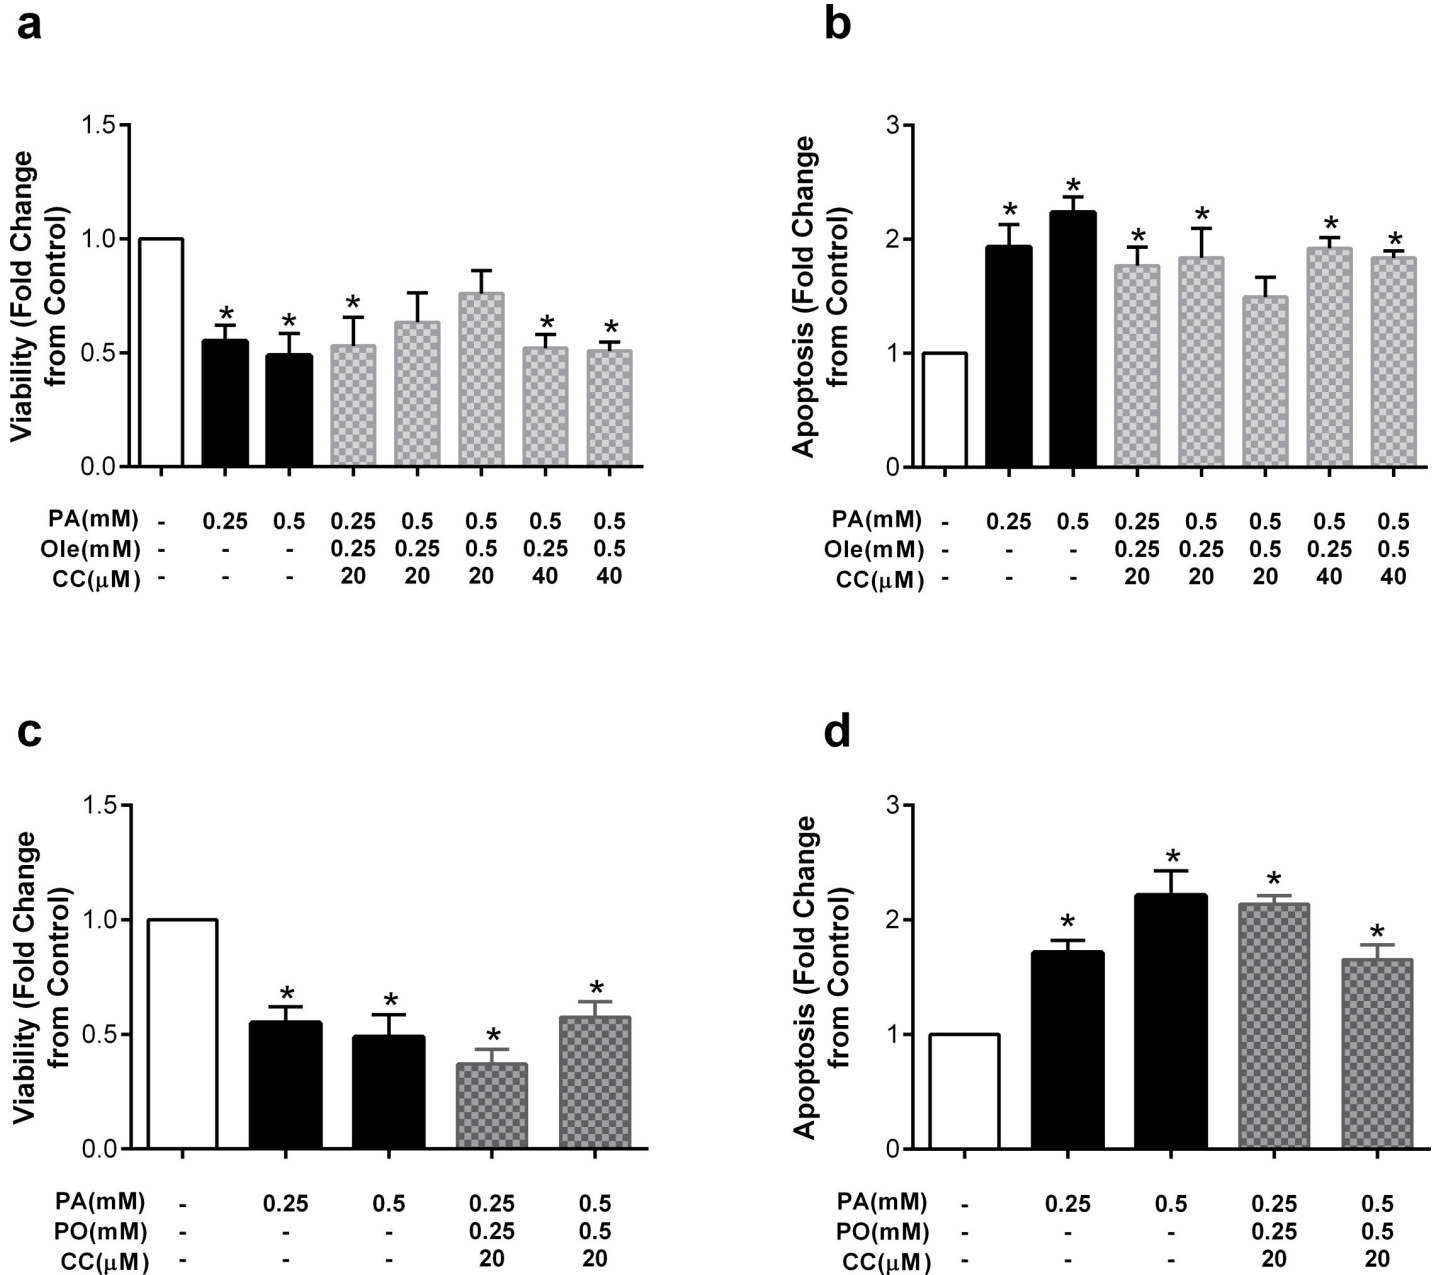 a
b
Viability (Fold Change
from Control)
1.5
1.0
0.5
0.0
* * * * *
PA(mM) - 0.25 0.5 0.25 0.5 0.5 0.5 0.5
Ole(mM) - - - 0.25 0.25 0.5 0.25 0.5
CC(μM) - - - 20 20 20 40 40
Apoptosis (Fold Change
from Control)
3
2
1
0
* * * * * *
PA(mM) - 0.25 0.5 0.25 0.5 0.5 0.5 0.5
Ole(mM) - - - 0.25 0.25 0.5 0.25 0.5
CC(μM) - - - 20 20 20 40 40
c
d
Viability (Fold Change
from Control)
1.5
1.0
0.5
0.0
* * * *
PA(mM) - 0.25 0.5 0.25 0.5
PO(mM) - - - 0.25 0.5
CC(μM) - - - 20 20
Apoptosis (Fold Change
from Control)
3
2
1
0
* * * *
PA(mM) - 0.25 0.5 0.25 0.5
PO(mM) - - - 0.25 0.5
CC(μM) - - - 20 20